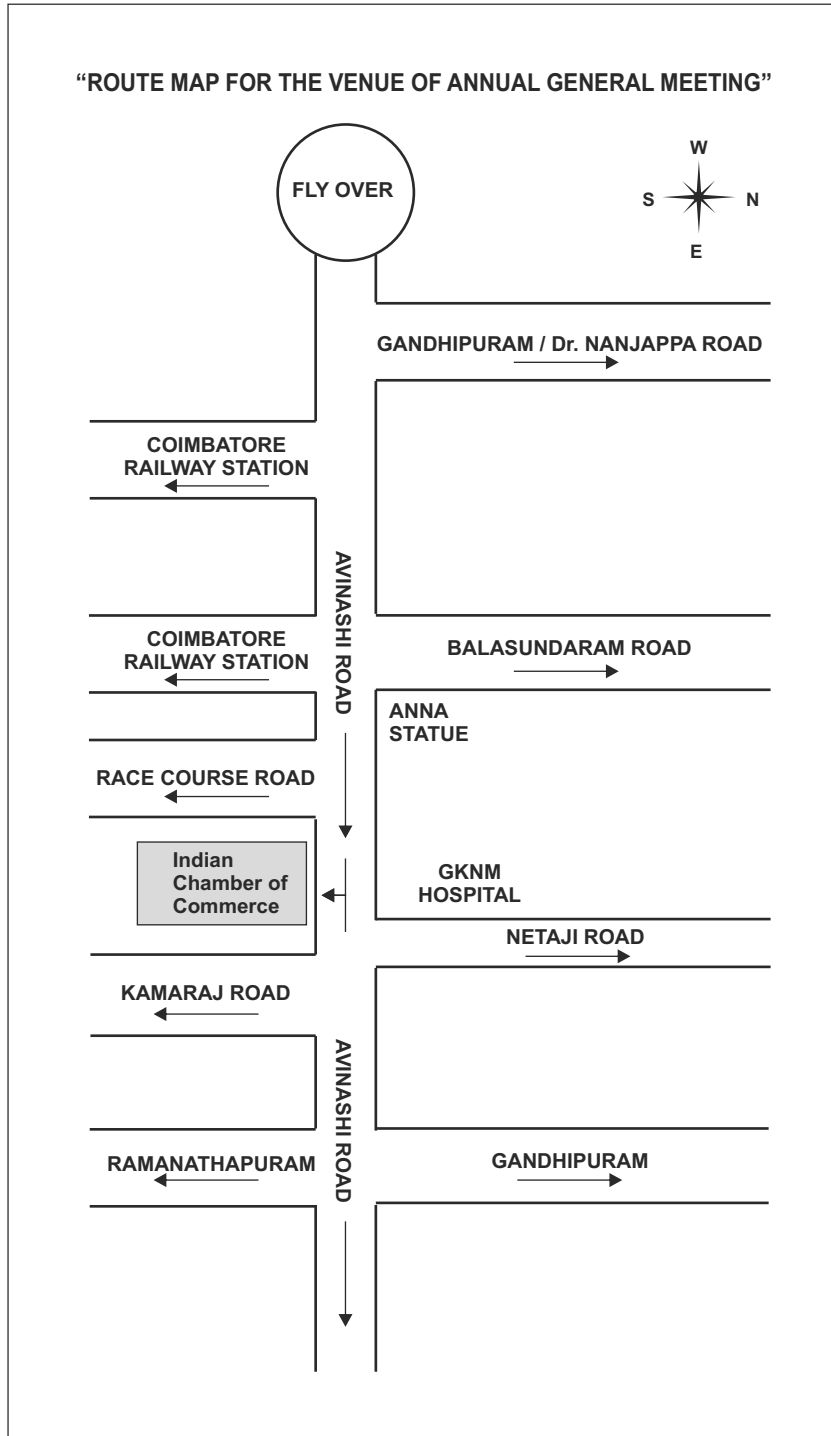 “ROUTE MAP FOR THE VENUE OF ANNUAL GENERAL MEETING”
FLY OVER
W
S
N
E
GANDHIPURAM / Dr. NANJAPPA ROAD
COIMBATORE
RAILWAY STATION
AVINASHI ROAD
COIMBATORE
RAILWAY STATION
BALASUNDARAM ROAD
ANNA
STATUE
RACE COURSE ROAD
Indian
Chamber of
Commerce
GKNM
HOSPITAL
NETAJI ROAD
KAMARAJ ROAD
AVINASHI ROAD
RAMANATHAPURAM
GANDHIPURAM